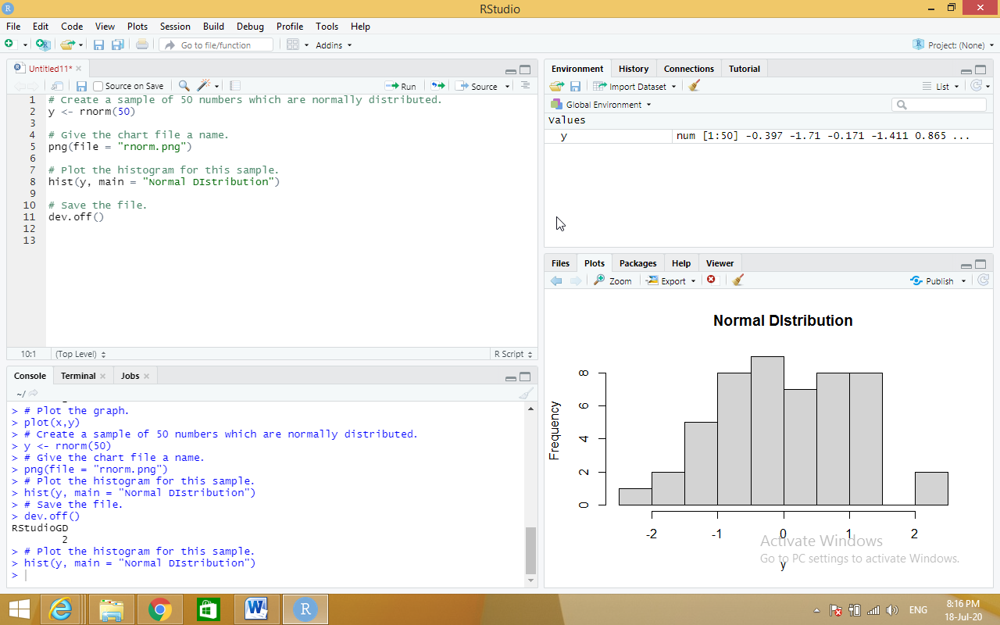 RStudio
File Edit Code View Plots Session Build Debug Profile Tools Help
Go to file/function Addins Project: (None)
Untitled11*
Source on Save Run Source
1 # Create a sample of 50 numbers which are normally distributed.
2 y <- rnorm(50)
3
4 # Give the chart file a name.
5 png(file = "rnorm.png")
6
7 # Plot the histogram for this sample.
8 hist(y, main = "Normal DIstribution")
9
10 # Save the file.
11 dev.off()
12
13
10:1 (Top Level) R Script
Console Terminal Jobs
~/
> # Plot the graph.
> plot(x,y)
> # Create a sample of 50 numbers which are normally distributed.
> y <- rnorm(50)
> # Give the chart file a name.
> png(file = "rnorm.png")
> # Plot the histogram for this sample.
> hist(y, main = "Normal DIstribution")
> # Save the file.
> dev.off()
RStudioGD
2
> # Plot the histogram for this sample.
> hist(y, main = "Normal DIstribution")
>
Environment History Connections Tutorial
Import Dataset List
Global Environment
Values
y num [1:50] -0.397 -1.71 -0.171 -1.411 0.865 ...
Files Plots Packages Help Viewer
Zoom Export Publish
Normal DIstribution
Frequency
8
6
4
2
0
-2 -1 0 1 2
y
Activate Windows
Go to PC settings to activate Windows.
ENG
8:16 PM
18-Jul-20